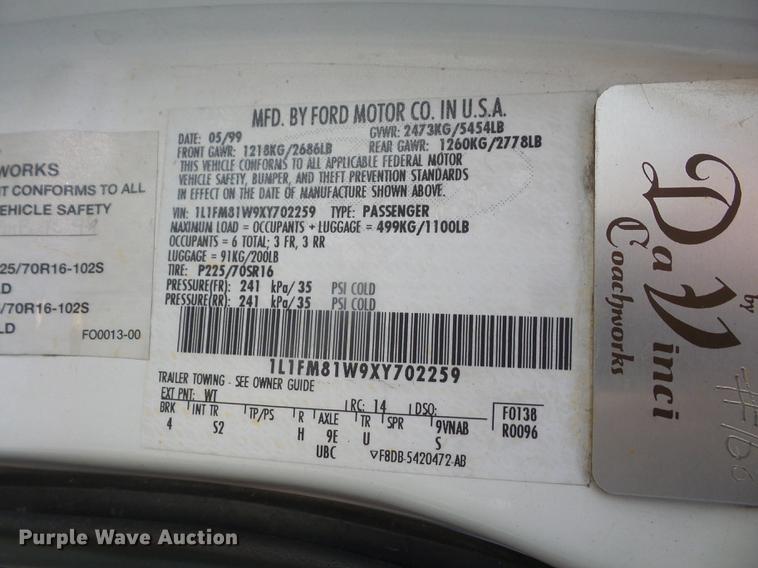 MFD. BY FORD MOTOR CO. IN U.S.A.
DATE: 05/99 GVWR: 2473KG/5454LB
FRONT GAWR: 1218KG/2686LB REAR GAWR: 1260KG/2778LB
THIS VEHICLE CONFORMS TO ALL APPLICABLE FEDERAL MOTOR
VEHICLE SAFETY, BUMPER, AND THEFT PREVENTION STANDARDS
IN EFFECT ON THE DATE OF MANUFACTURE SHOWN ABOVE.
VIN: 1L1FM81W9XY702259 TYPE: PASSENGER
MAXIMUM LOAD = OCCUPANTS + LUGGAGE = 499KG/1100LB
OCCUPANTS = 6 TOTAL; 3 FR, 3 RR
LUGGAGE = 91KG/200LB
TIRE: P225/70SR16
PRESSURE(FR): 241 kPa/35 PSI COLD
PRESSURE(RR): 241 kPa/35 PSI COLD
1L1FM81W9XY702259
TRAILER TOWING - SEE OWNER GUIDE
EXT PNT: WT RC: 14 DSO: F0138
BRK INT TR TP/PS R AXLE TR SPR 9VNAB R0096
4 52 H 9E U S
UBC ▽F8DB-5420472-AB
WORKS
T CONFORMS TO ALL
EHICLE SAFETY
25/70R16-102S
LD
/70R16-102S
LD
FO0013-00
by
DaVinci
Coachworks
#166
Purple Wave Auction